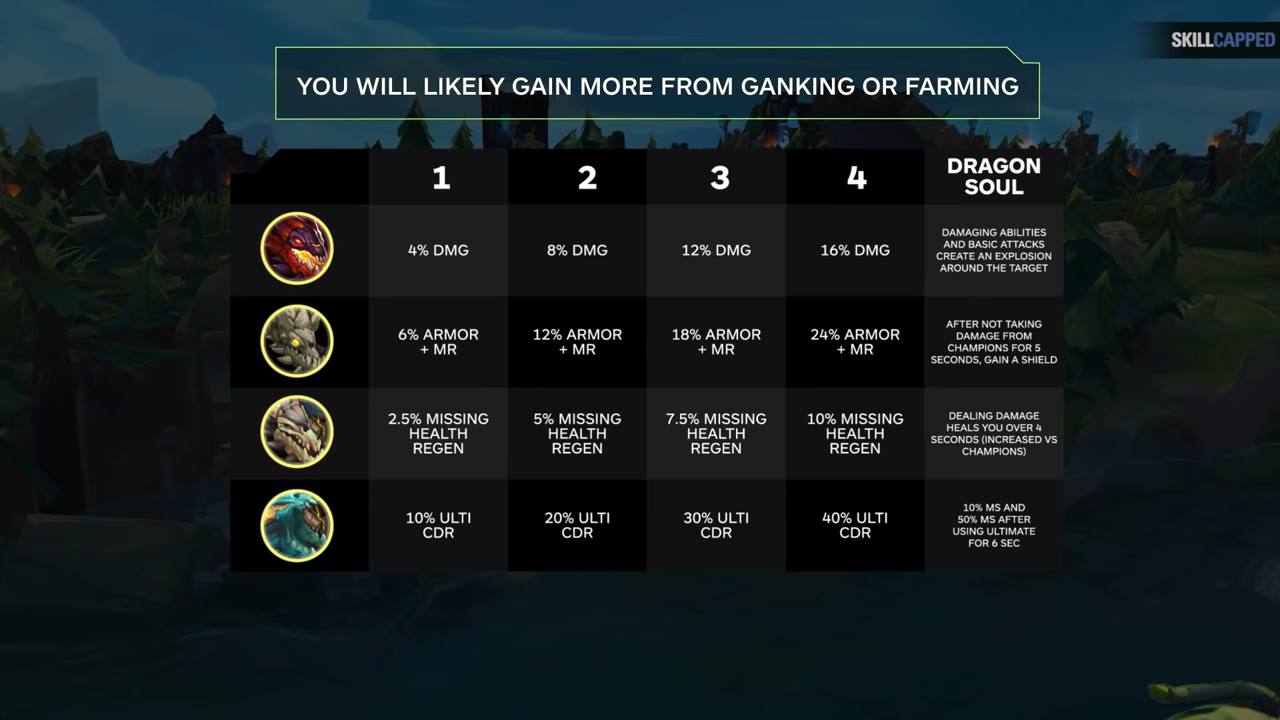 SKILLCAPPED
YOU WILL LIKELY GAIN MORE FROM GANKING OR FARMING
1 2 3 4 DRAGON
SOUL
4% DMG 8% DMG 12% DMG 16% DMG
DAMAGING ABILITIES
AND BASIC ATTACKS
CREATE AN EXPLOSION
AROUND THE TARGET
6% ARMOR
+ MR
12% ARMOR
+ MR
18% ARMOR
+ MR
24% ARMOR
+ MR
AFTER NOT TAKING
DAMAGE FROM
CHAMPIONS FOR 5
SECONDS, GAIN A SHIELD
2.5% MISSING
HEALTH
REGEN
5% MISSING
HEALTH
REGEN
7.5% MISSING
HEALTH
REGEN
10% MISSING
HEALTH
REGEN
DEALING DAMAGE
HEALS YOU OVER 4
SECONDS (INCREASED VS
CHAMPIONS)
10% ULTI
CDR
20% ULTI
CDR
30% ULTI
CDR
40% ULTI
CDR
10% MS AND
50% MS AFTER
USING ULTIMATE
FOR 6 SEC